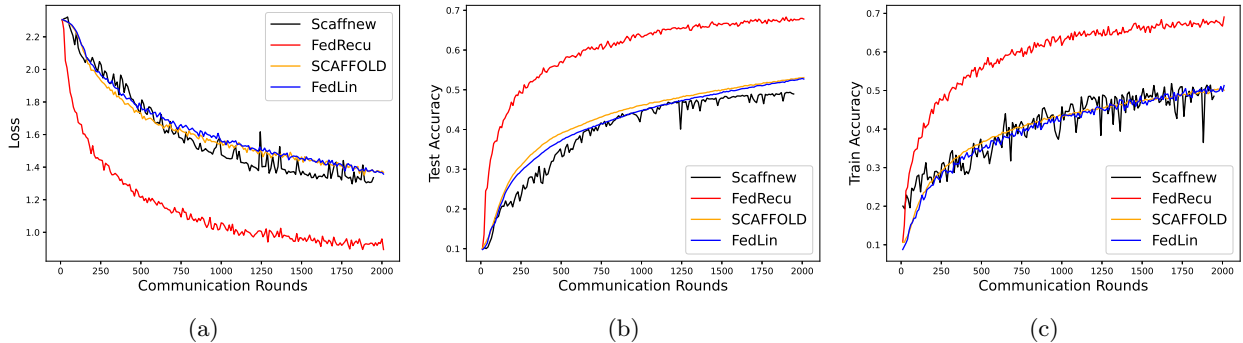 2.2
2.0
1.8
1.6
1.4
1.2
1.0
Loss
0 250 500 750 1000 1250 1500 1750 2000
Communication Rounds
Scaffnew
FedRecu
SCAFFOLD
FedLin
(a)
0.7
0.6
0.5
0.4
0.3
0.2
0.1
Test Accuracy
0 250 500 750 1000 1250 1500 1750 2000
Communication Rounds
Scaffnew
FedRecu
SCAFFOLD
FedLin
(b)
0.7
0.6
0.5
0.4
0.3
0.2
0.1
Train Accuracy
0 250 500 750 1000 1250 1500 1750 2000
Communication Rounds
Scaffnew
FedRecu
SCAFFOLD
FedLin
(c)